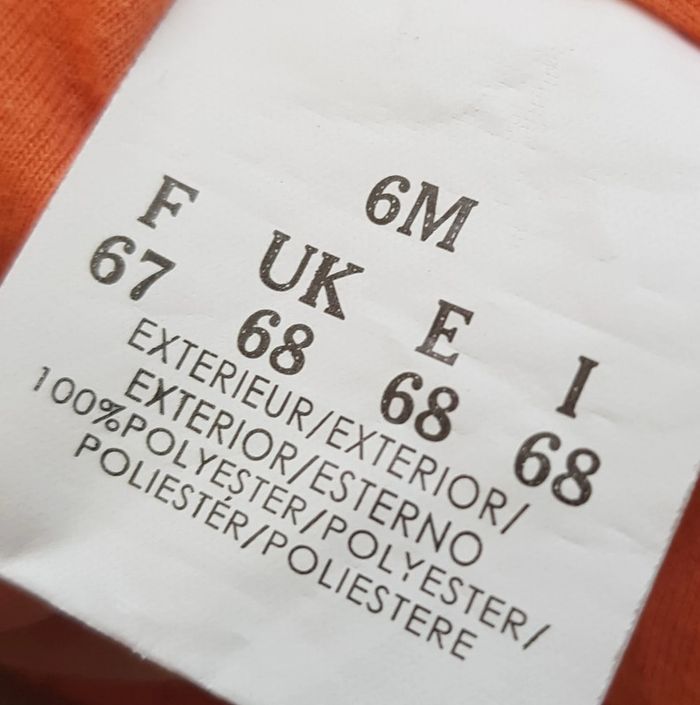 6M
F UK E I
67 68 68 68
EXTERIEUR/EXTERIOR/
EXTERIOR/ESTERNO
100%POLYESTER/POLYESTER/
POLIESTÉR/POLIESTERE